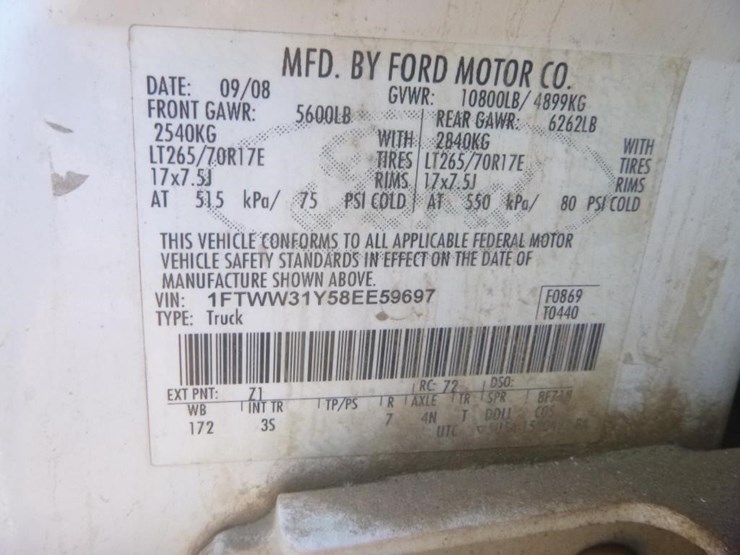 MFD. BY FORD MOTOR CO.
DATE: 09/08 GVWR: 10800LB/ 4899KG
FRONT GAWR: 5600LB REAR GAWR: 6262LB
2540KG WITH 2840KG WITH
LT265/70R17E TIRES LT265/70R17E TIRES
17x7.5J RIMS 17x7.5J RIMS
AT 515 kPa/ 75 PSI COLD AT 550 kPa/ 80 PSI COLD
THIS VEHICLE CONFORMS TO ALL APPLICABLE FEDERAL MOTOR
VEHICLE SAFETY STANDARDS IN EFFECT ON THE DATE OF
MANUFACTURE SHOWN ABOVE.
VIN: 1FTWW31Y58EE59697 F0869
TYPE: Truck T0440
EXT PNT: Z1 RC: 72 DSO:
WB INT TR TP/PS R AXLE TR SPR
172 3S 7 4N T
UTC